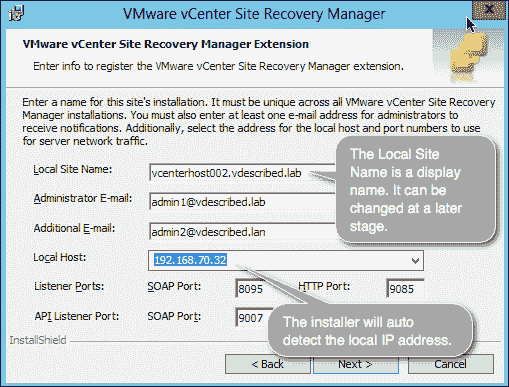 VMware vCenter Site Recovery Manager
x
VMware vCenter Site Recovery Manager Extension
Enter info to register the VMware vCenter Site Recovery Manager extension.
Enter a name for this site's installation. It must be unique across all VMware vCenter Site Recovery
Manager installations. You must also enter at least one e-mail address for administrators to
receive notifications. Additionally, select the address for the local host and port numbers to use
for server network traffic.
Local Site Name: vcenterhost002.vdescribed.lab
The Local Site
Name is a display
name. It can be
changed at a later
stage.
Administrator E-mail: admin1@vdescribed.lab
Additional E-mail: admin2@vdescribed.lan
Local Host: 192.168.70.32
Listener Ports: SOAP Port: 8095 HTTP Port: 9085
API Listener Port: SOAP Port: 9007
The installer will auto
detect the local IP address.
InstallShield
< Back Next > Cancel